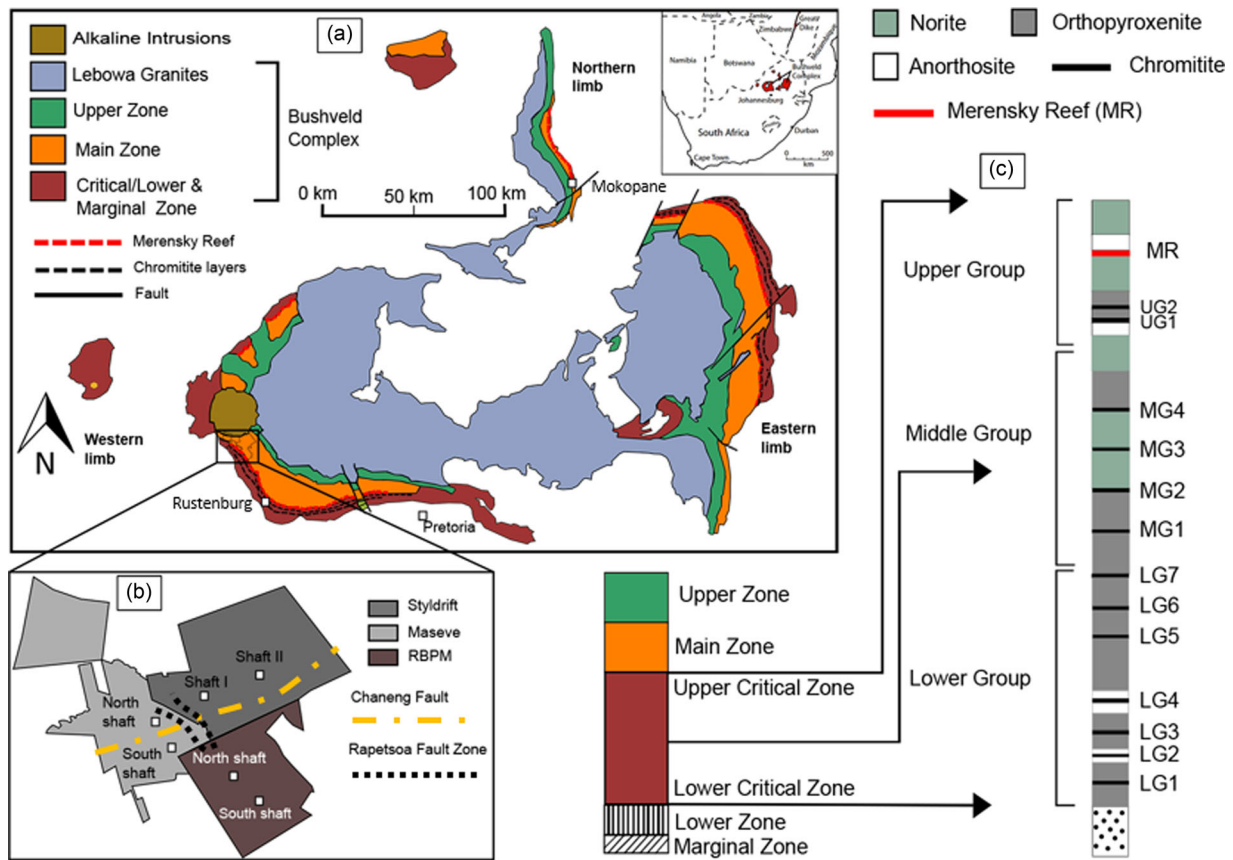 (a)
Alkaline Intrusions
Lebowa Granites
Upper Zone
Main Zone
Critical/Lower &
Marginal Zone
Bushveld
Complex
Merensky Reef
Chromitite layers
Fault
0 km
50 km
100 km
Northern
limb
Mokopane
Western
limb
Eastern
limb
N
Rustenburg
Pretoria
Angola
Zambia
Zimbabwe
Great
Dike
Mozambique
Namibia
Botswana
Bushveld
Complex
Johannesburg
South Africa
Durban
Cape Town
0
500
km
(b)
Styldrift
Maseve
RBPM
Chaneng Fault
Rapetsoa Fault Zone
Shaft II
Shaft I
North
shaft
South
shaft
North shaft
South shaft
Upper Zone
Main Zone
Upper Critical Zone
Lower Critical Zone
Lower Zone
Marginal Zone
Norite
Orthopyroxenite
Anorthosite
Chromitite
Merensky Reef (MR)
(c)
Upper Group
Middle Group
Lower Group
MR
UG2
UG1
MG4
MG3
MG2
MG1
LG7
LG6
LG5
LG4
LG3
LG2
LG1